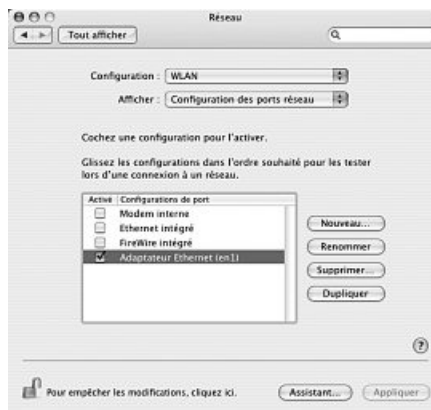 Réseau
Tout afficher
Configuration : WLAN
Afficher : Configuration des ports réseau
Cochez une configuration pour l'activer.
Glissez les configurations dans l'ordre souhaité pour les tester
lors d'une connexion à un réseau.
Activé Configurations de port
Modem interne
Ethernet intégré
FireWire intégré
Adaptateur Ethernet (en1)
Nouveau...
Renommer
Supprimer...
Dupliquer
?
Pour empêcher les modifications, cliquez ici.
Assistant...
Appliquer